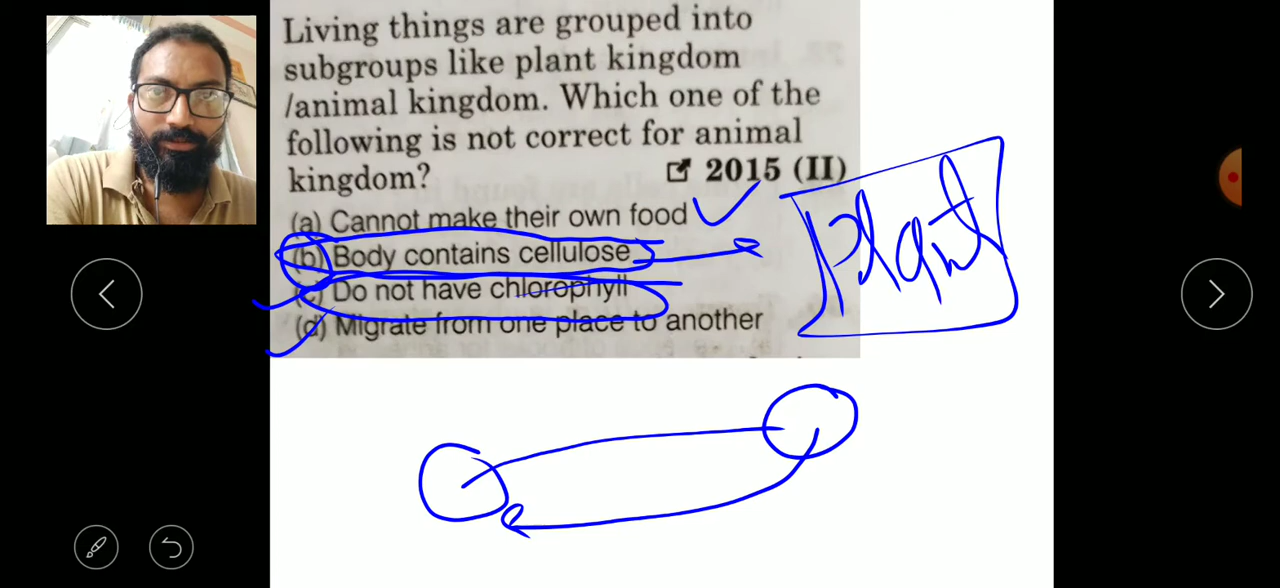 Living things are grouped into
subgroups like plant kingdom
/animal kingdom. Which one of the
following is not correct for animal
kingdom? 2015 (II)
(a) Cannot make their own food
(b) Body contains cellulose
(c) Do not have chlorophyll
(d) Migrate from one place to another
Plant